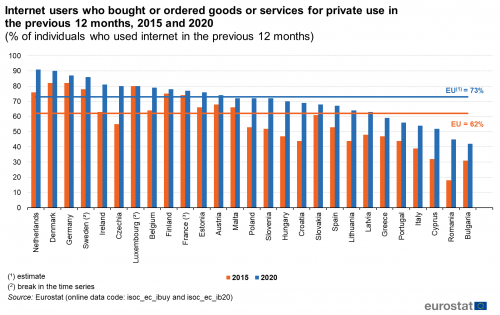 Internet users who bought or ordered goods or services for private use in
the previous 12 months, 2015 and 2020
(% of individuals who used internet in the previous 12 months)
100
90
80
70
60
50
40
30
20
10
0
EU⁽¹⁾ = 73%
EU = 62%
Netherlands
Denmark
Germany
Sweden (²)
Ireland
Czechia
Luxembourg (²)
Belgium
Finland
France (²)
Estonia
Austria
Malta
Poland
Slovenia
Hungary
Croatia
Slovakia
Spain
Lithuania
Latvia
Greece
Portugal
Italy
Cyprus
Romania
Bulgaria
2015 2020
(¹) estimate
(²) break in the time series
Source: Eurostat (online data code: isoc_ec_ibuy and isoc_ec_ib20)
eurostat